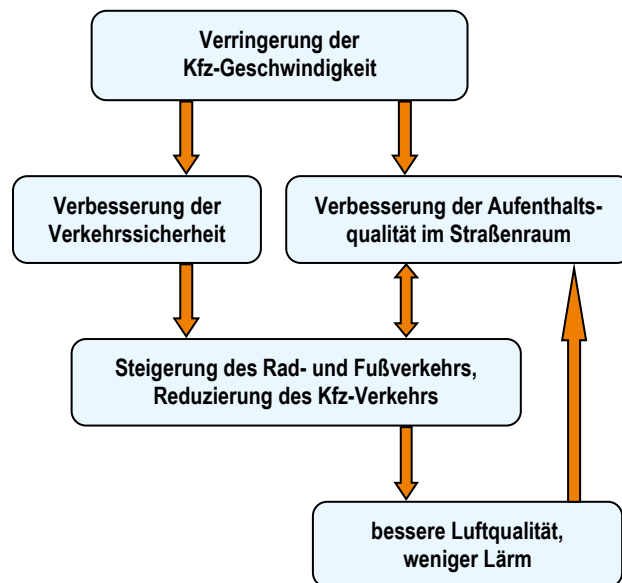 Verringerung der
Kfz-Geschwindigkeit
Verbesserung der
Verkehrssicherheit
Verbesserung der Aufenthalts-
qualität im Straßenraum
Steigerung des Rad- und Fußverkehrs,
Reduzierung des Kfz-Verkehrs
bessere Luftqualität,
weniger Lärm